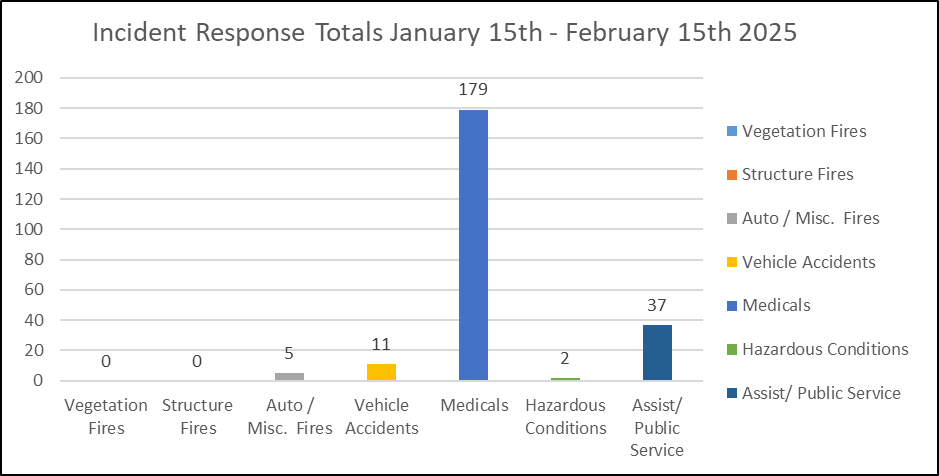 Incident Response Totals January 15th - February 15th 2025
200
180
160
140
120
100
80
60
40
20
0
0
0
5
11
179
2
37
Vegetation
Fires
Structure
Fires
Auto /
Misc.  Fires
Vehicle
Accidents
Medicals
Hazardous
Conditions
Assist/
Public
Service
Vegetation Fires
Structure Fires
Auto / Misc.  Fires
Vehicle Accidents
Medicals
Hazardous Conditions
Assist/ Public Service